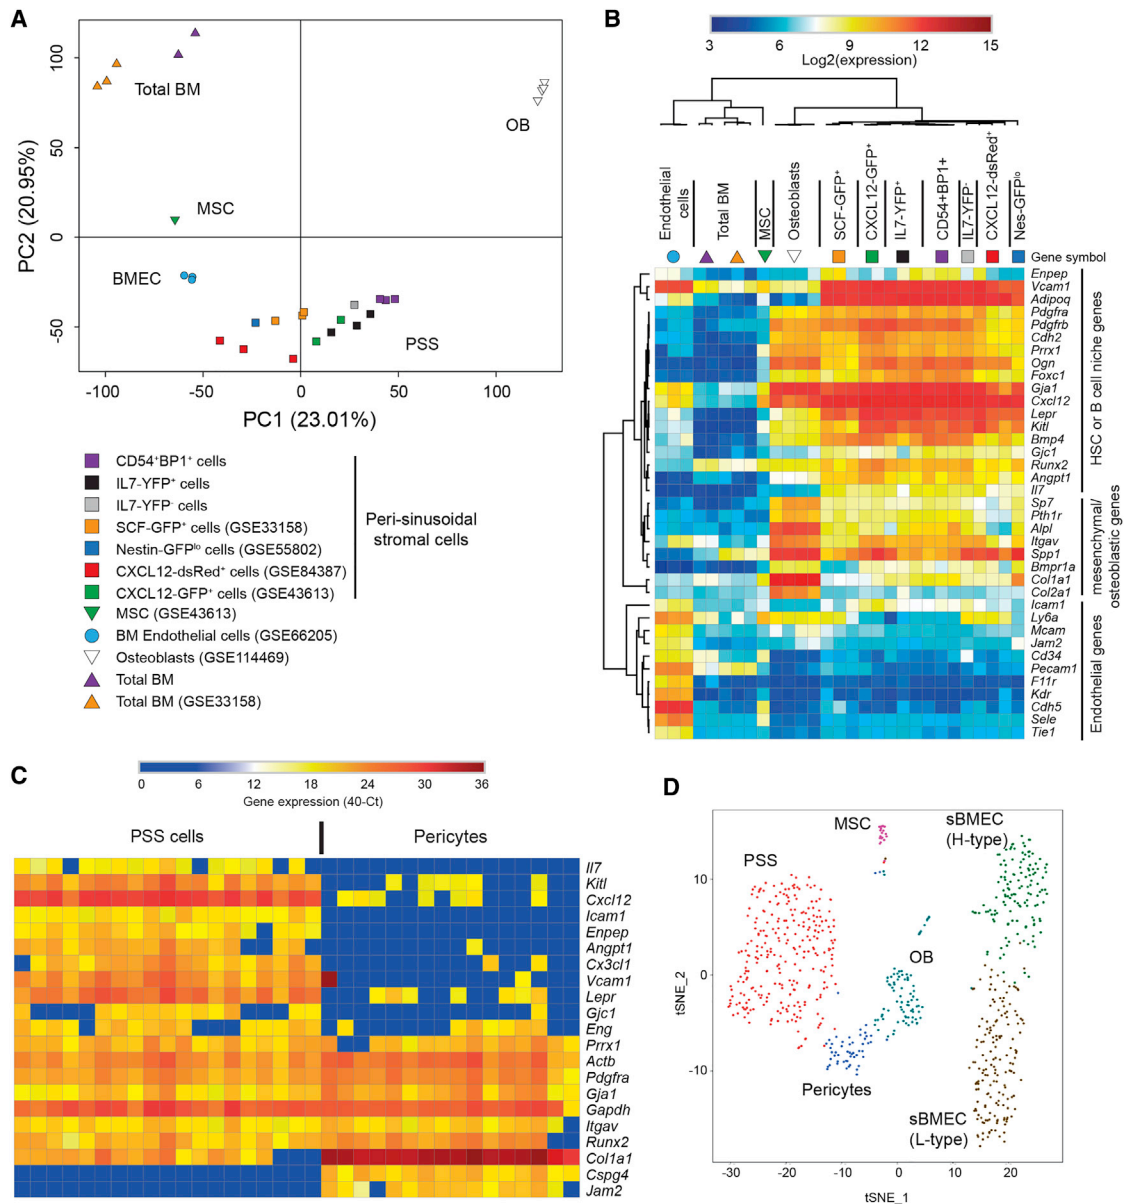 A
Total BM
OB
MSC
BMEC
PSS
100
50
0
-50
PC2 (20.95%)
-100
-50
0
50
100
PC1 (23.01%)
CD54⁺BP1⁺ cells
IL7-YFP⁺ cells
IL7-YFP⁻ cells
SCF-GFP⁺ cells (GSE33158)
Nestin-GFPˡᵒ cells (GSE55802)
CXCL12-dsRed⁺ cells (GSE84387)
CXCL12-GFP⁺ cells (GSE43613)
MSC (GSE43613)
BM Endothelial cells (GSE66205)
Osteoblasts (GSE114469)
Total BM
Total BM (GSE33158)
Peri-sinusoidal
stromal cells
B
3
6
9
12
15
Log2(expression)
Endothelial
cells
Total BM
MSC
Osteoblasts
SCF-GFP⁺
CXCL12-GFP⁺
IL7-YFP⁺
CD54+BP1+
IL7-YFP⁻
CXCL12-dsRed⁺
Nes-GFPˡᵒ
Gene symbol
Enpep
Vcam1
Adipoq
Pdgfra
Pdgfrb
Cdh2
Prrx1
Ogn
Foxc1
Gja1
Cxcl12
Lepr
Kitl
Bmp4
Gjc1
Runx2
Angpt1
Il7
Sp7
Pth1r
Alpl
Itgav
Spp1
Bmpr1a
Col1a1
Col2a1
Icam1
Ly6a
Mcam
Jam2
Cd34
Pecam1
F11r
Kdr
Cdh5
Sele
Tie1
HSC or B cell niche genes
mesenchymal/
osteoblastic genes
Endothelial genes
C
0
6
12
18
24
30
36
Gene expression (40-Ct)
PSS cells
Pericytes
Il7
Kitl
Cxcl12
Icam1
Enpep
Angpt1
Cx3cl1
Vcam1
Lepr
Gjc1
Eng
Prrx1
Actb
Pdgfra
Gja1
Gapdh
Itgav
Runx2
Col1a1
Cspg4
Jam2
D
MSC
sBMEC
(H-type)
PSS
OB
Pericytes
sBMEC
(L-type)
10
0
-10
tSNE_2
-30
-20
-10
0
10
20
tSNE_1